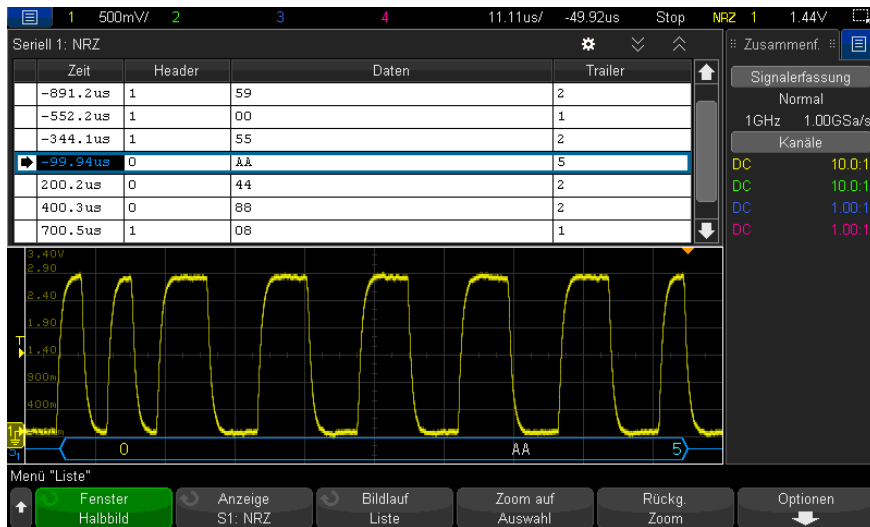 1 500mV/ 2 3 4 11.11us/ -49.92us Stop NRZ 1 1.44V
Seriell 1: NRZ
Zusammenf.
Zeit Header Daten Trailer
-891.2us 1 59 2
-552.2us 1 00 1
-344.1us 1 55 2
-99.94us 0 AA 5
200.2us 0 44 2
400.3us 0 88 2
700.5us 1 08 1
Signalerfassung
Normal
1GHz 1.00GSa/s
Kanäle
DC 10.0:1
DC 10.0:1
DC 1.00:1
DC 1.00:1
3.40V
2.90
2.40
1.90
T
1.40
900m
400m
1
S1 0 AA 5
Menü "Liste"
Fenster
Halbbild
Anzeige
S1: NRZ
Bildlauf
Liste
Zoom auf
Auswahl
Rückg.
Zoom
Optionen